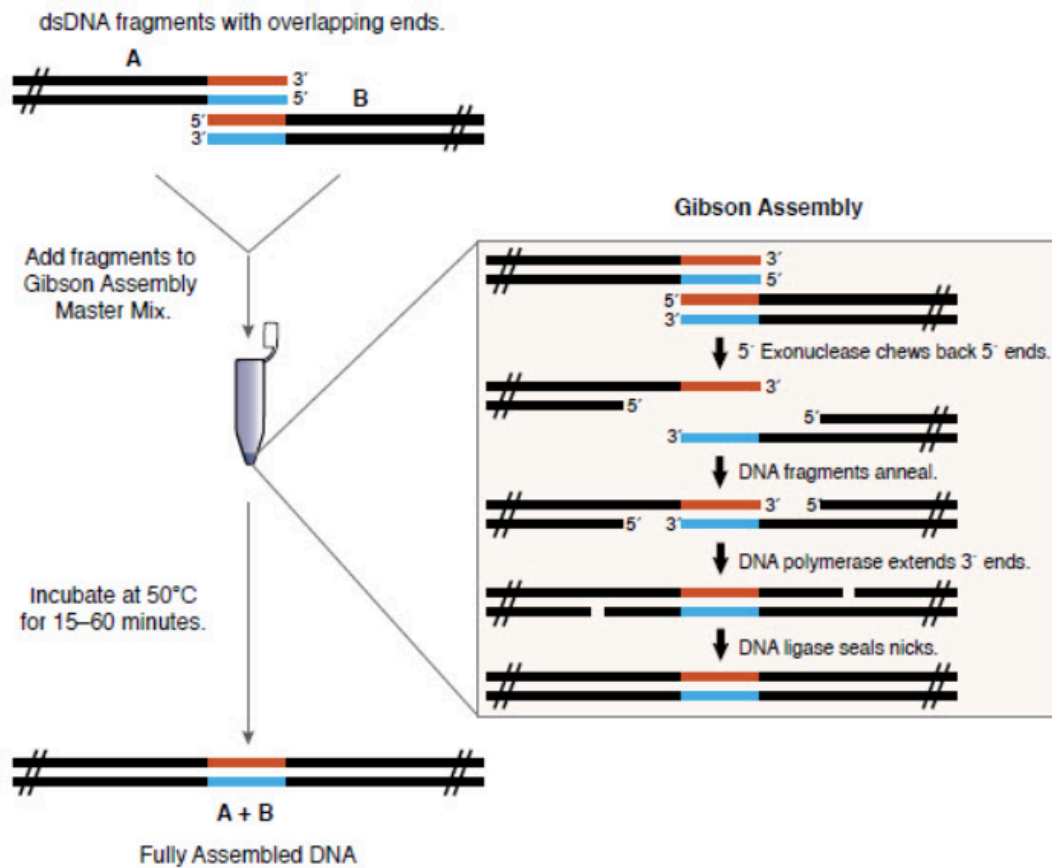 dsDNA fragments with overlapping ends.
A
3´
5´
B
5´
3´
Add fragments to
Gibson Assembly
Master Mix.
Incubate at 50°C
for 15–60 minutes.
A + B
Fully Assembled DNA
Gibson Assembly
3´
5´
5´
3´
5´ Exonuclease chews back 5´ ends.
3´
5´
5´
3´
DNA fragments anneal.
3´
5´
5´
3´
DNA polymerase extends 3´ ends.
DNA ligase seals nicks.